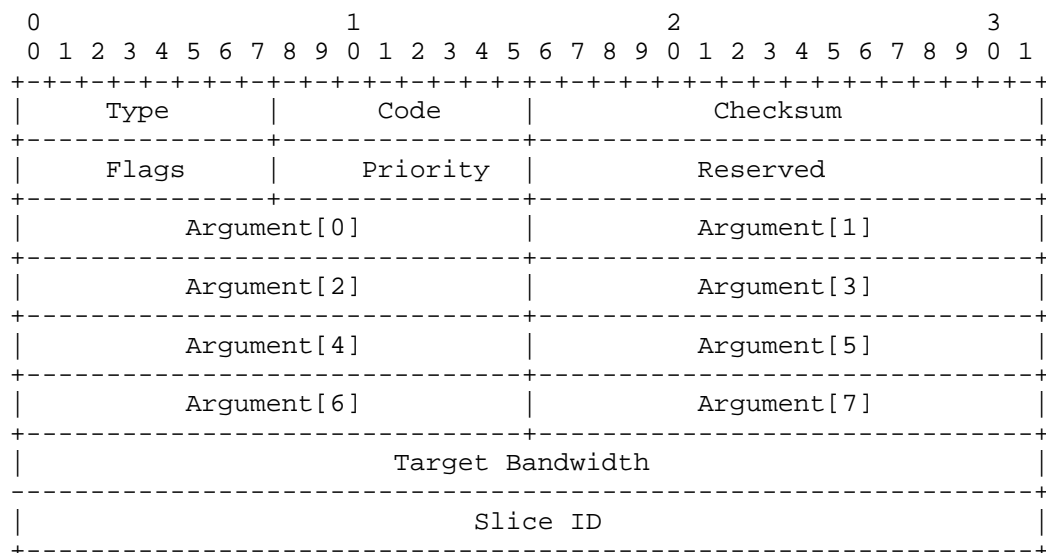 0                   1                   2                   3
 0 1 2 3 4 5 6 7 8 9 0 1 2 3 4 5 6 7 8 9 0 1 2 3 4 5 6 7 8 9 0 1
+-+-+-+-+-+-+-+-+-+-+-+-+-+-+-+-+-+-+-+-+-+-+-+-+-+-+-+-+-+-+-+-+
|     Type      |      Code     |           Checksum            |
+---------------+---------------+-------------------------------+
|     Flags     |     Priority  |          Reserved             |
+---------------+---------------+-------------------------------+
|          Argument[0]          |          Argument[1]          |
+-------------------------------+-------------------------------+
|          Argument[2]          |          Argument[3]          |
+-------------------------------+-------------------------------+
|          Argument[4]          |          Argument[5]          |
+-------------------------------+-------------------------------+
|          Argument[6]          |          Argument[7]          |
+-------------------------------+-------------------------------+
|                       Target Bandwidth                        |
----------------------------------------------------------------+
|                            Slice ID                           |
+---------------------------------------------------------------+